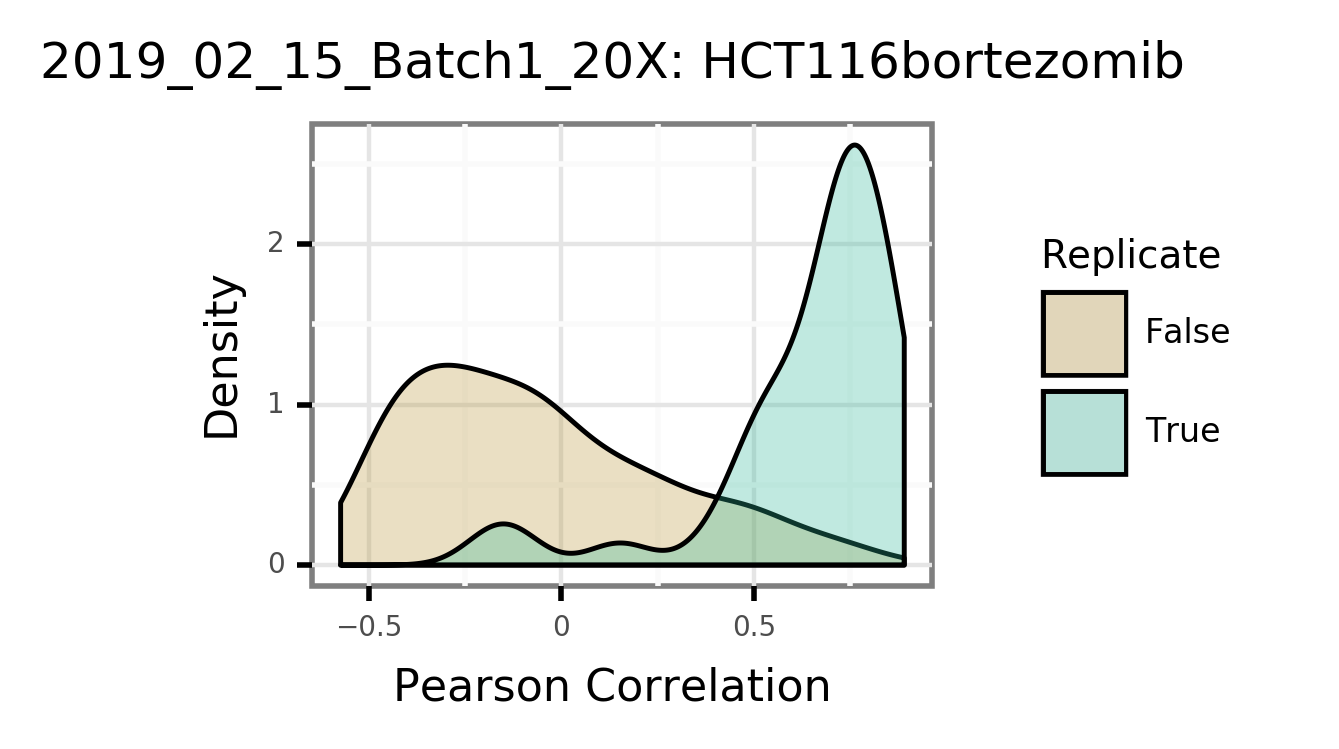 2019_02_15_Batch1_20X: HCT116bortezomib
Density
2
1
0
−0.5
0
0.5
Pearson Correlation
Replicate
False
True